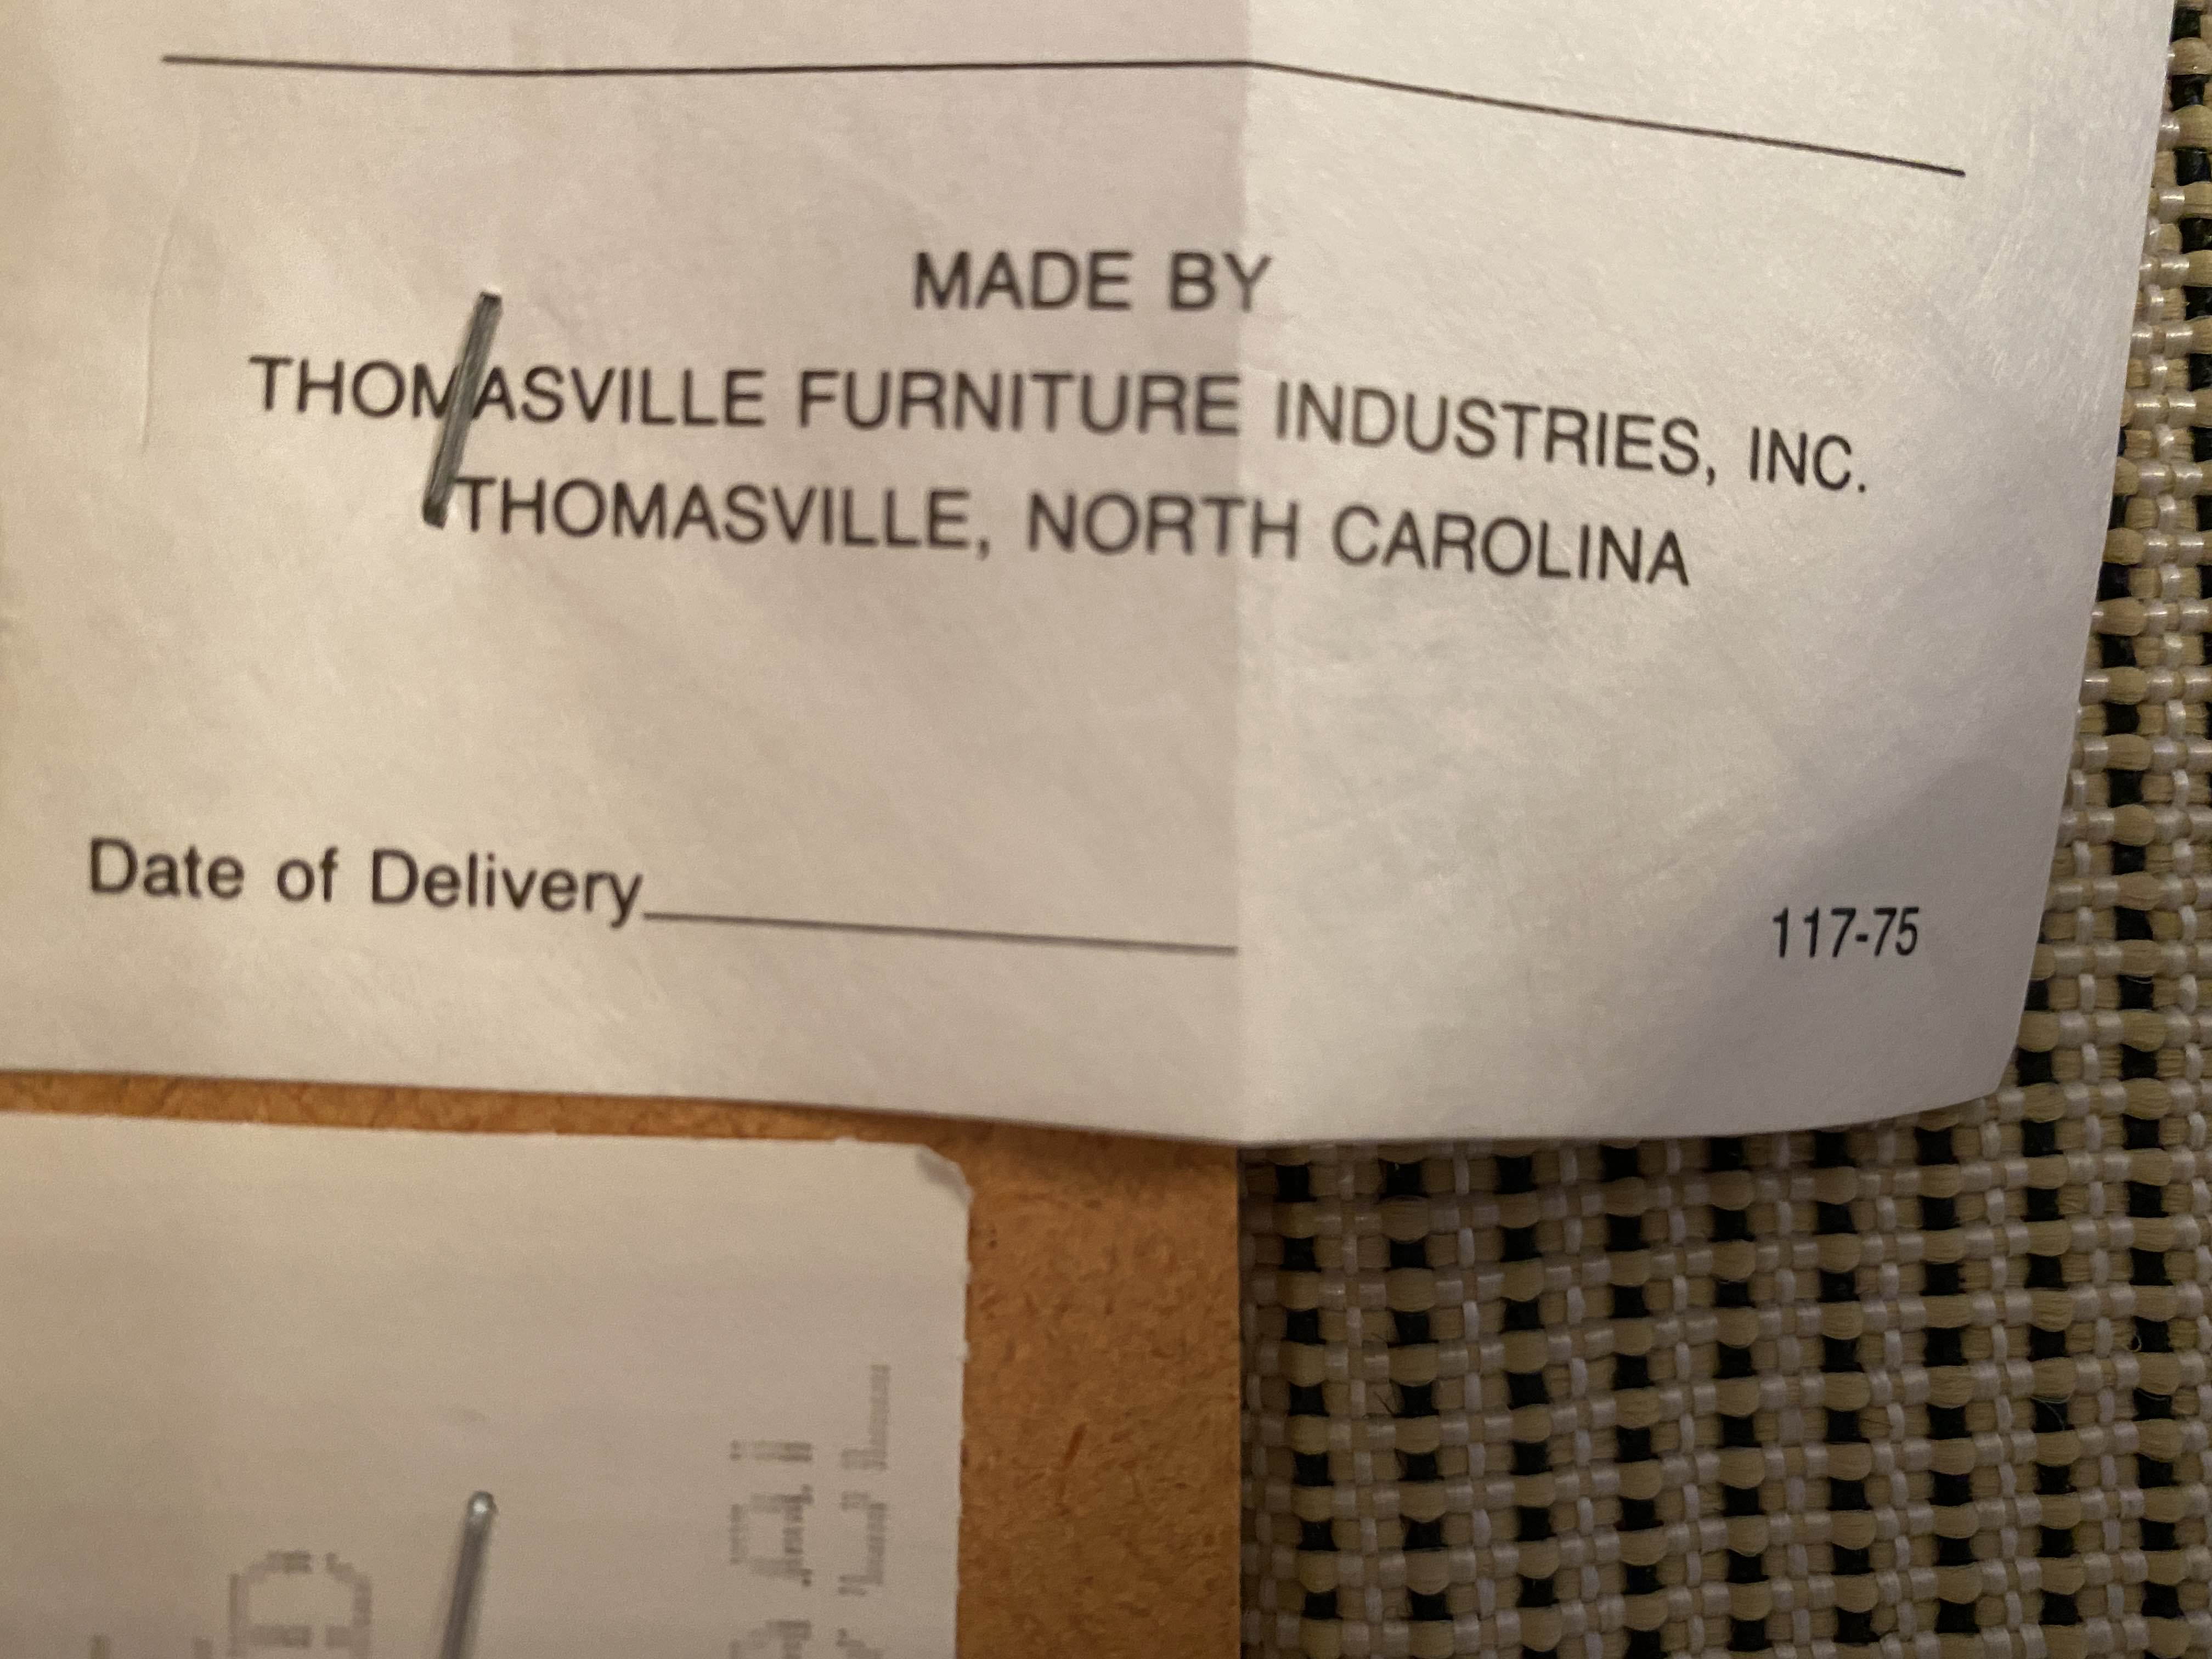 MADE BY
THOMASVILLE FURNITURE INDUSTRIES, INC.
THOMASVILLE, NORTH CAROLINA
Date of Delivery
117-75